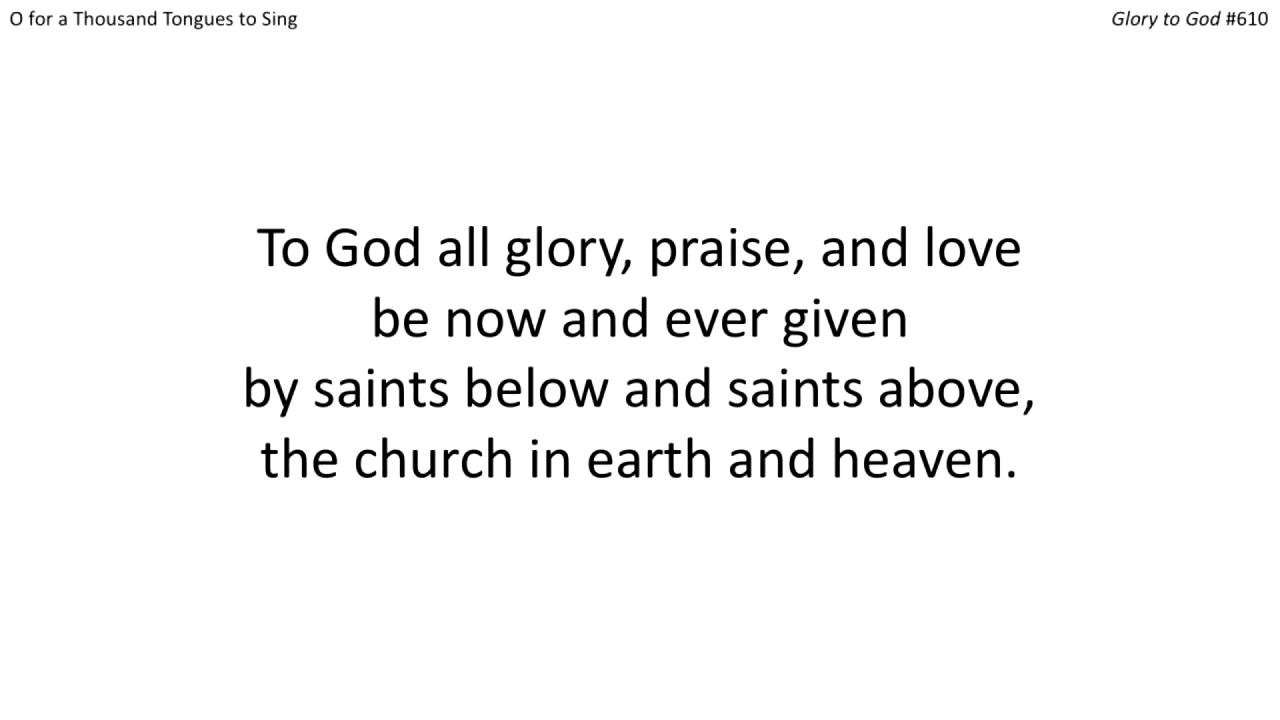 O for a Thousand Tongues to Sing
Glory to God #610
To God all glory, praise, and love
be now and ever given
by saints below and saints above,
the church in earth and heaven.